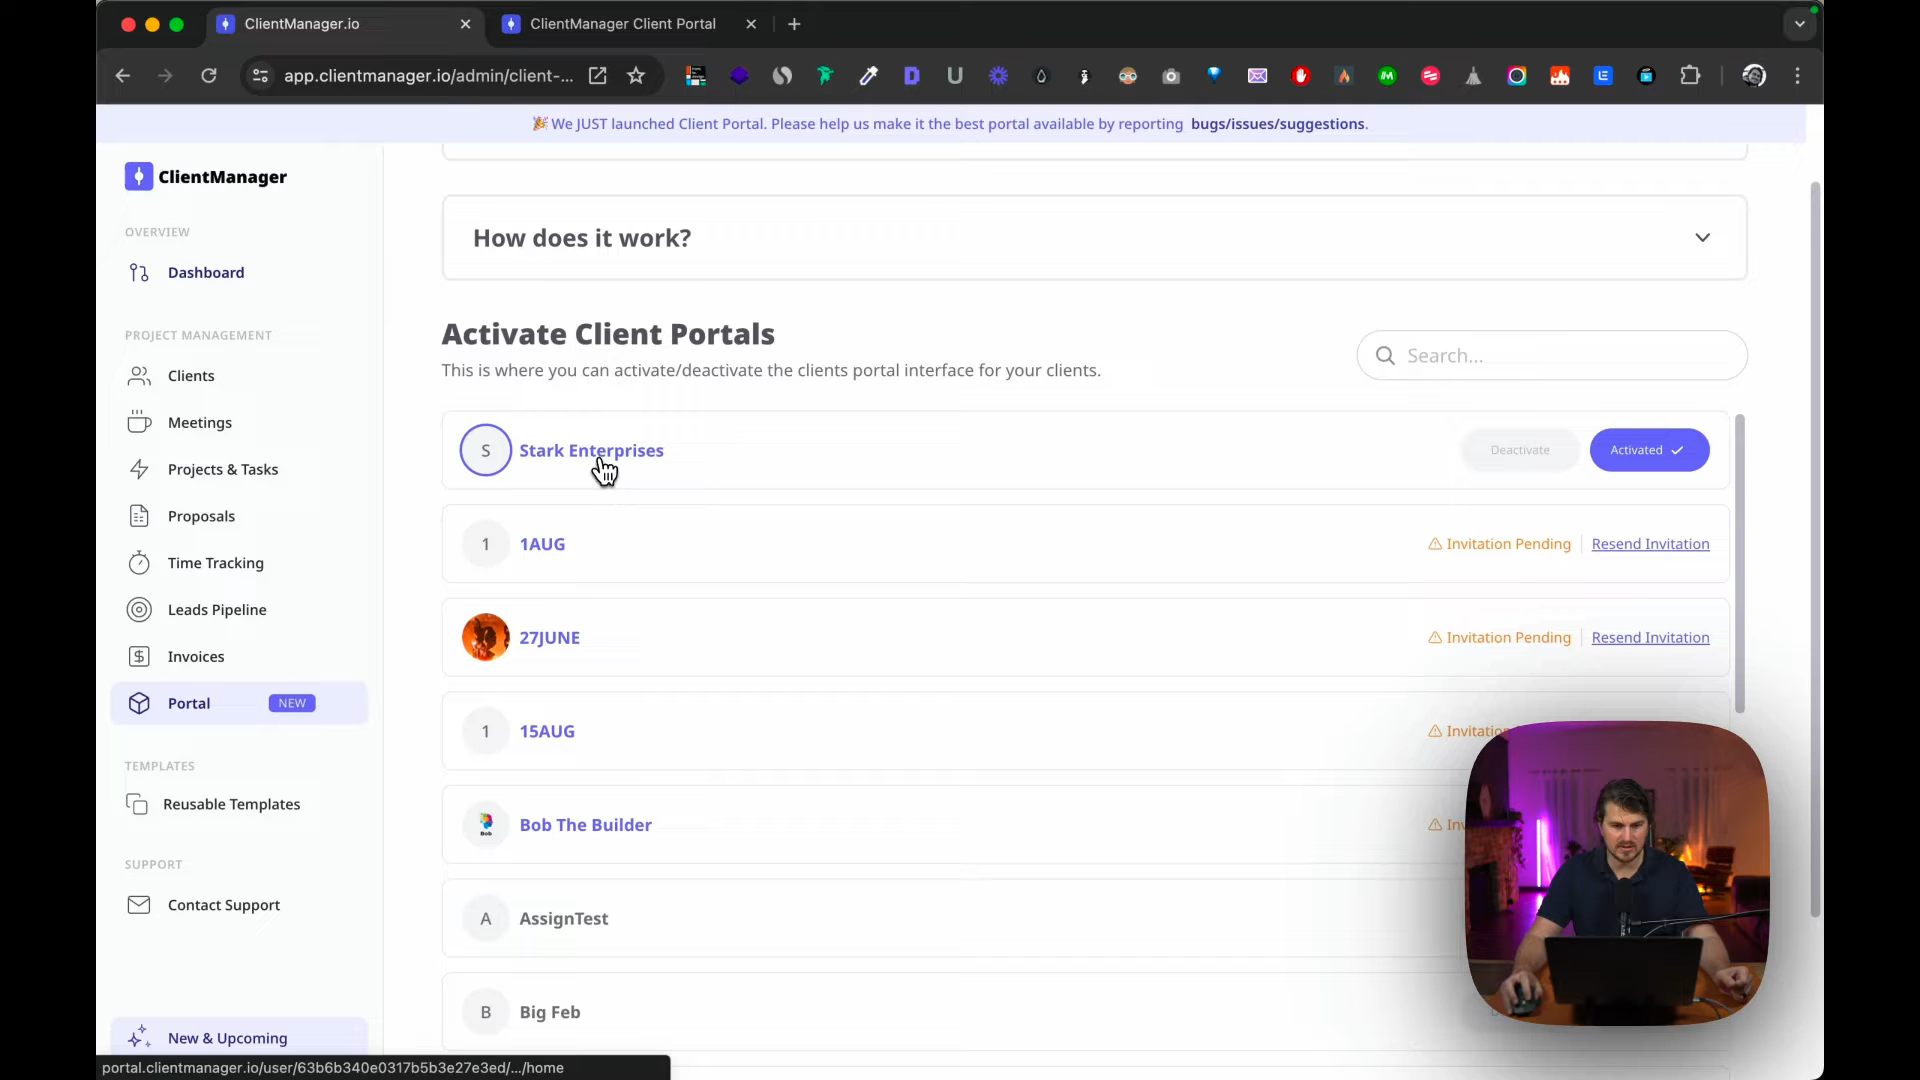 ClientManager.io
ClientManager Client Portal
app.clientmanager.io/admin/client-...
🎉 We JUST launched Client Portal. Please help us make it the best portal available by reporting bugs/issues/suggestions.
ClientManager
OVERVIEW
Dashboard
PROJECT MANAGEMENT
Clients
Meetings
Projects & Tasks
Proposals
Time Tracking
Leads Pipeline
Invoices
Portal NEW
TEMPLATES
Reusable Templates
SUPPORT
Contact Support
New & Upcoming
How does it work?
Activate Client Portals
This is where you can activate/deactivate the clients portal interface for your clients.
Search...
S Stark Enterprises Deactivate Activated
1 1AUG Invitation Pending Resend Invitation
27JUNE Invitation Pending Resend Invitation
1 15AUG
Bob The Builder
A AssignTest
B Big Feb
portal.clientmanager.io/user/63b6b340e0317b5b3e27e3ed/.../home